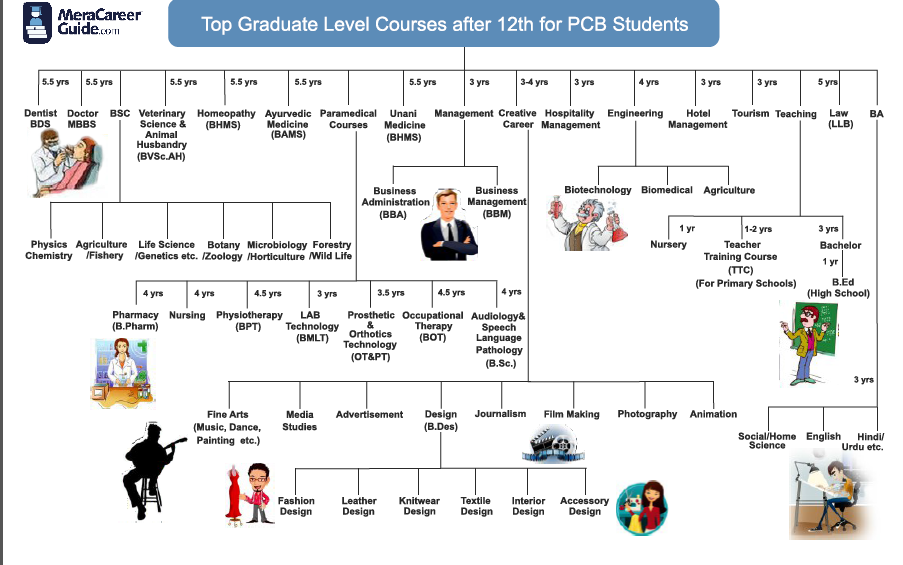 MeraCareer
Guide.com
Top Graduate Level Courses after 12th for PCB Students
5.5 yrs
5.5 yrs
5.5 yrs
5.5 yrs
5.5 yrs
5.5 yrs
3 yrs
3-4 yrs
3 yrs
4 yrs
3 yrs
3 yrs
5 yrs
Dentist
BDS
Doctor
MBBS
BSC
Veterinary
Science &
Animal
Husbandry
(BVSc.AH)
Homeopathy
(BHMS)
Ayurvedic
Medicine
(BAMS)
Paramedical
Courses
Unani
Medicine
(BHMS)
Management
Creative
Career
Hospitality
Management
Engineering
Hotel
Management
Tourism
Teaching
Law
(LLB)
BA
Business
Administration
(BBA)
Business
Management
(BBM)
Biotechnology
Biomedical
Agriculture
1 yr
1-2 yrs
3 yrs
Nursery
Teacher
Training Course
(TTC)
(For Primary Schools)
Bachelor
1 yr
B.Ed
(High School)
Physics
Chemistry
Agriculture
/Fishery
Life Science
/Genetics etc.
Botany
/Zoology
Microbiology
/Horticulture
Forestry
/Wild Life
4 yrs
4 yrs
4.5 yrs
3 yrs
3.5 yrs
4.5 yrs
4 yrs
Pharmacy
(B.Pharm)
Nursing
Physiotherapy
(BPT)
LAB
Technology
(BMLT)
Prosthetic
&
Orthotics
Technology
(OT&PT)
Occupational
Therapy
(BOT)
Audiology&
Speech
Language
Pathology
(B.Sc.)
3 yrs
Fine Arts
(Music, Dance,
Painting etc.)
Media
Studies
Advertisement
Design
(B.Des)
Journalism
Film Making
Photography
Animation
Social/Home
Science
English
Hindi/
Urdu etc.
Fashion
Design
Leather
Design
Knitwear
Design
Textile
Design
Interior
Design
Accessory
Design